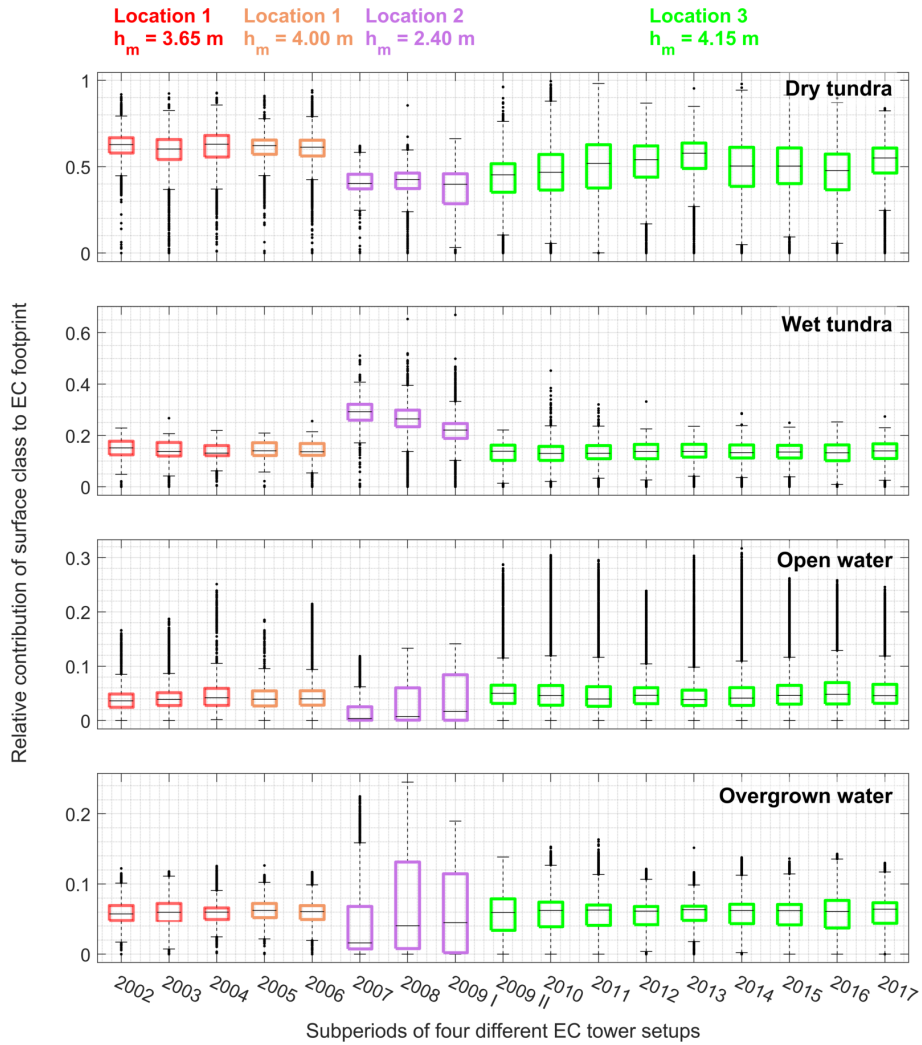 Location 1
h_m = 3.65 m
Location 1
h_m = 4.00 m
Location 2
h_m = 2.40 m
Location 3
h_m = 4.15 m
Relative contribution of surface class to EC footprint
Dry tundra
1
0.5
0
Wet tundra
0.6
0.4
0.2
0
Open water
0.3
0.2
0.1
0
Overgrown water
0.2
0.1
0
2002 2003 2004 2005 2006 2007 2008 2009 I 2009 II 2010 2011 2012 2013 2014 2015 2016 2017
Subperiods of four different EC tower setups